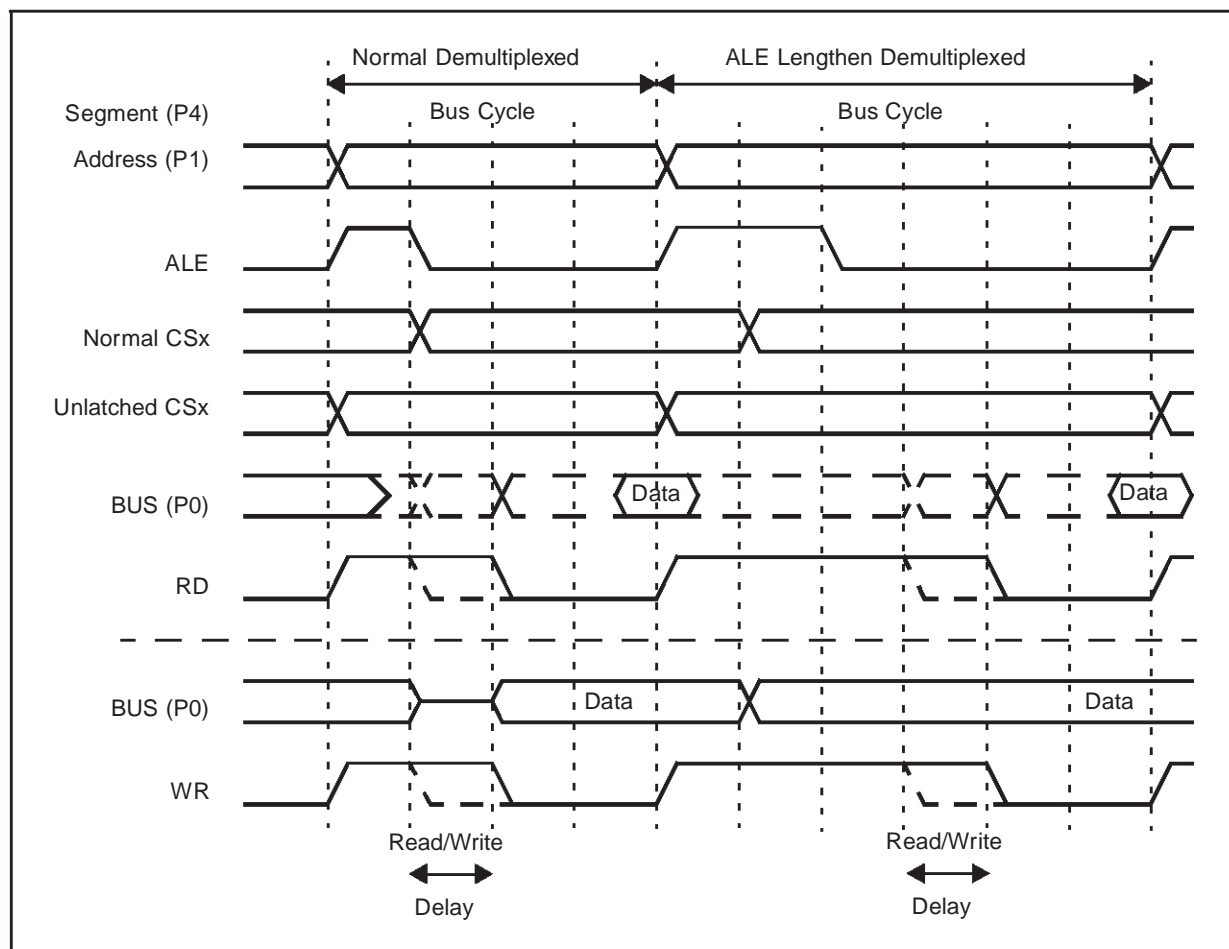 Normal Demultiplexed
ALE Lengthen Demultiplexed
Segment (P4)
Bus Cycle
Bus Cycle
Address (P1)
ALE
Normal CSx
Unlatched CSx
BUS (P0)
Data
Data
RD
BUS (P0)
Data
Data
WR
Read/Write
Read/Write
Delay
Delay